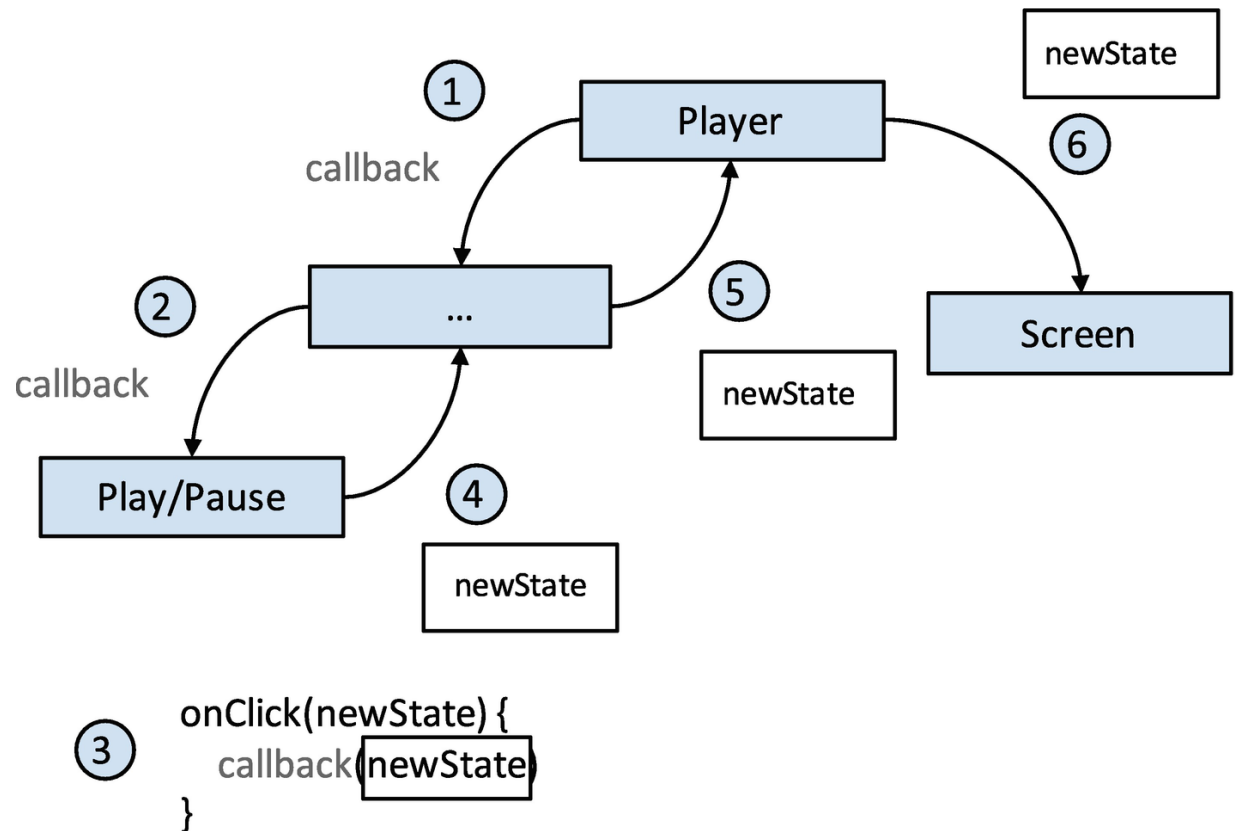 newState
1
Player
6
callback
2
...
5
Screen
callback
newState
Play/Pause
4
newState
3
onClick(newState) {
callback(newState)
}